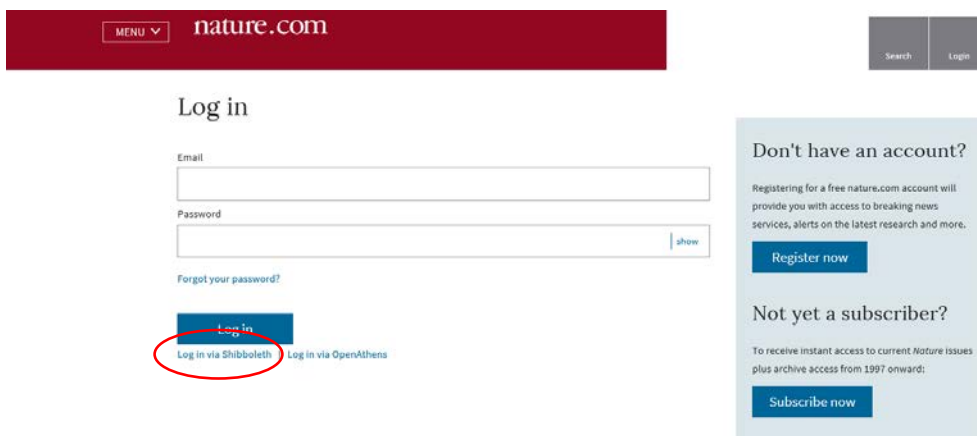 MENU
nature.com
Search
Login
Log in
Email
Password
show
Forgot your password?
Log in
Log in via Shibboleth | Log in via OpenAthens
Don't have an account?
Registering for a free nature.com account will
provide you with access to breaking news
services, alerts on the latest research and more.
Register now
Not yet a subscriber?
To receive instant access to current Nature issues
plus archive access from 1997 onward:
Subscribe now